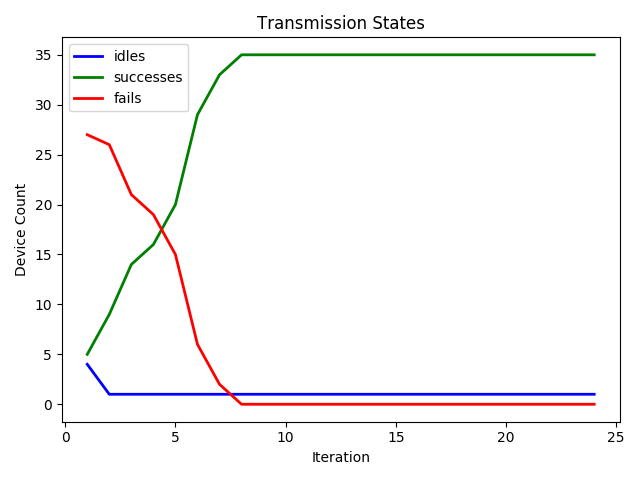 Transmission States
idles
successes
fails
Device Count
35
30
25
20
15
10
5
0
0 5 10 15 20 25
Iteration